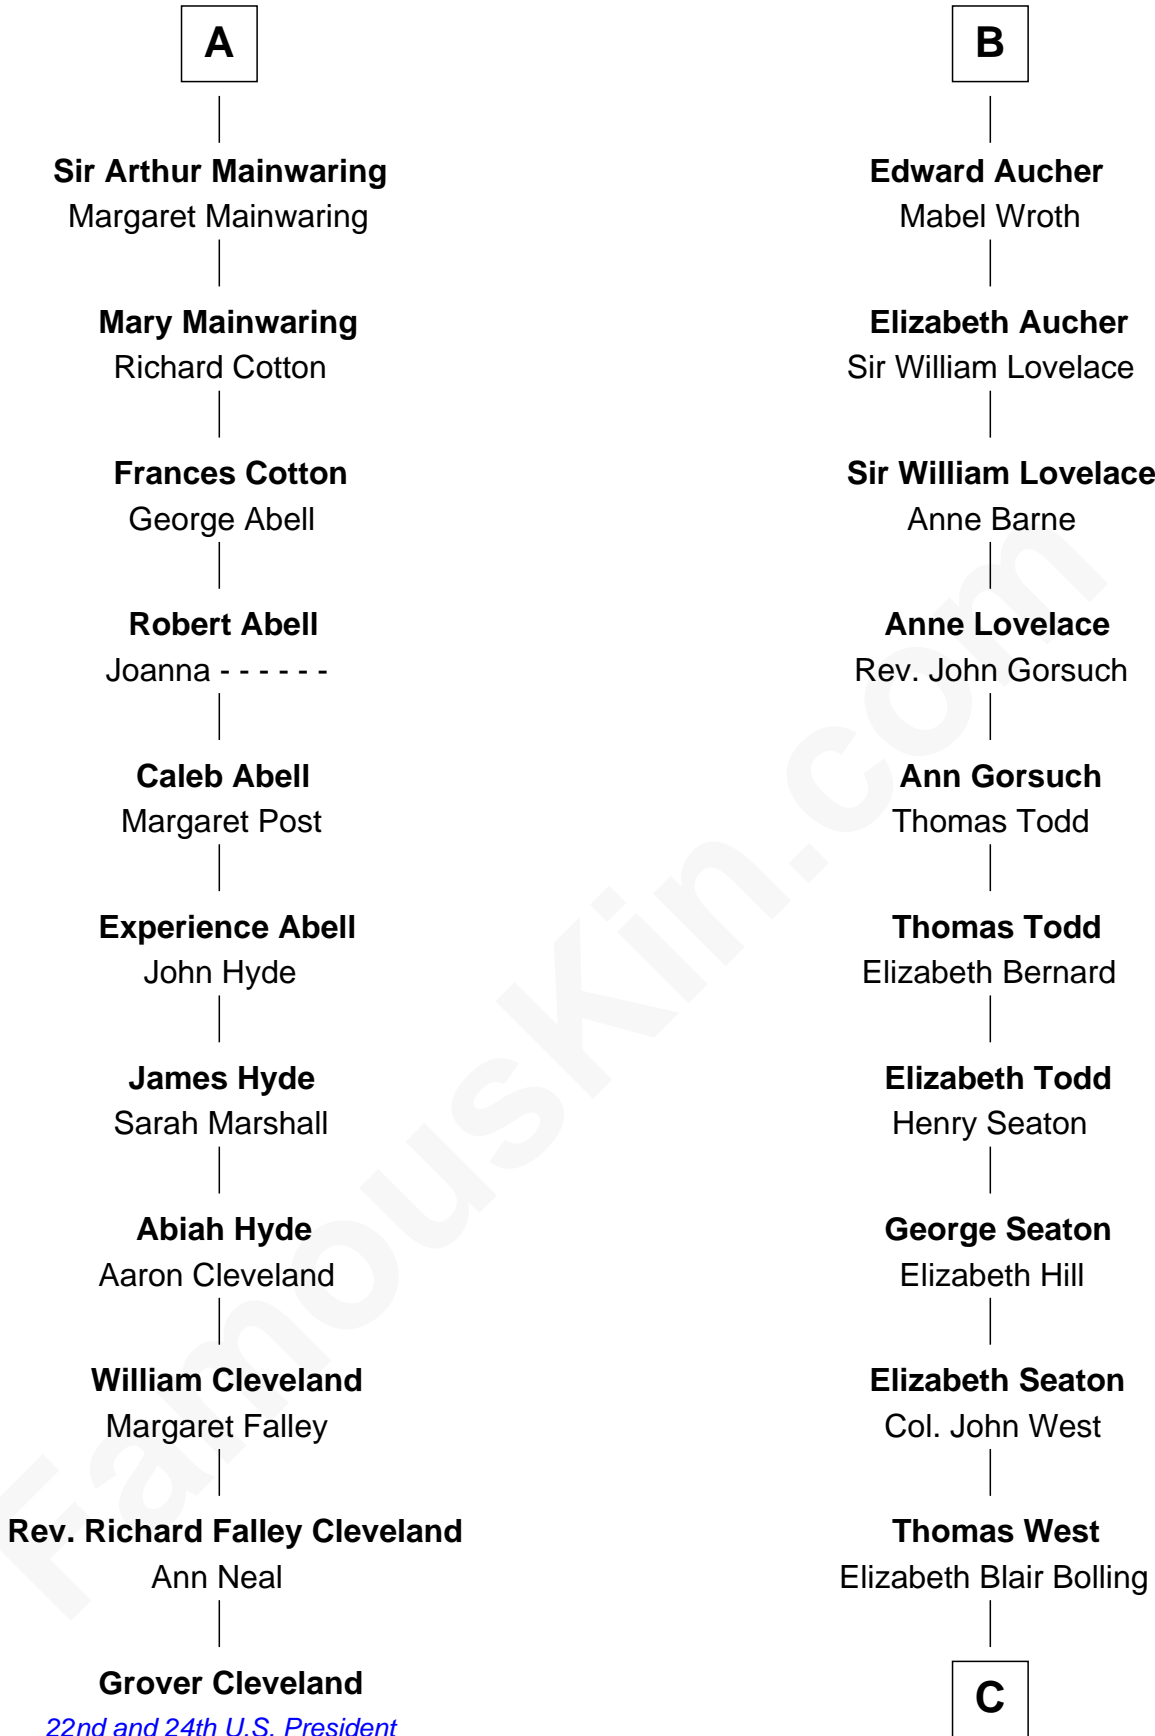 A
Sir Arthur Mainwaring
Margaret Mainwaring
Mary Mainwaring
Richard Cotton
Frances Cotton
George Abell
Robert Abell
Joanna - - - - - -
Caleb Abell
Margaret Post
Experience Abell
John Hyde
James Hyde
Sarah Marshall
Abiah Hyde
Aaron Cleveland
William Cleveland
Margaret Falley
Rev. Richard Falley Cleveland
Ann Neal
Grover Cleveland
22nd and 24th U.S. President
B
Edward Aucher
Mabel Wroth
Elizabeth Aucher
Sir William Lovelace
Sir William Lovelace
Anne Barne
Anne Lovelace
Rev. John Gorsuch
Ann Gorsuch
Thomas Todd
Thomas Todd
Elizabeth Bernard
Elizabeth Todd
Henry Seaton
George Seaton
Elizabeth Hill
Elizabeth Seaton
Col. John West
Thomas West
Elizabeth Blair Bolling
C
FamousKin.com